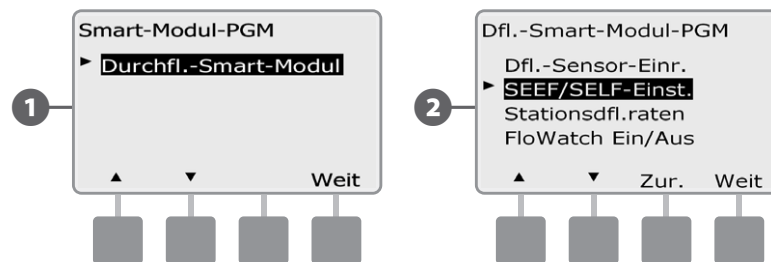 1
Smart-Modul-PGM
► Durchfl.-Smart-Modul
▲ ▼ Weit
2
Dfl.-Smart-Modul-PGM
Dfl.-Sensor-Einr.
► SEEF/SELF-Einst.
Stationsdfl.raten
FloWatch Ein/Aus
▲ ▼ Zur. Weit